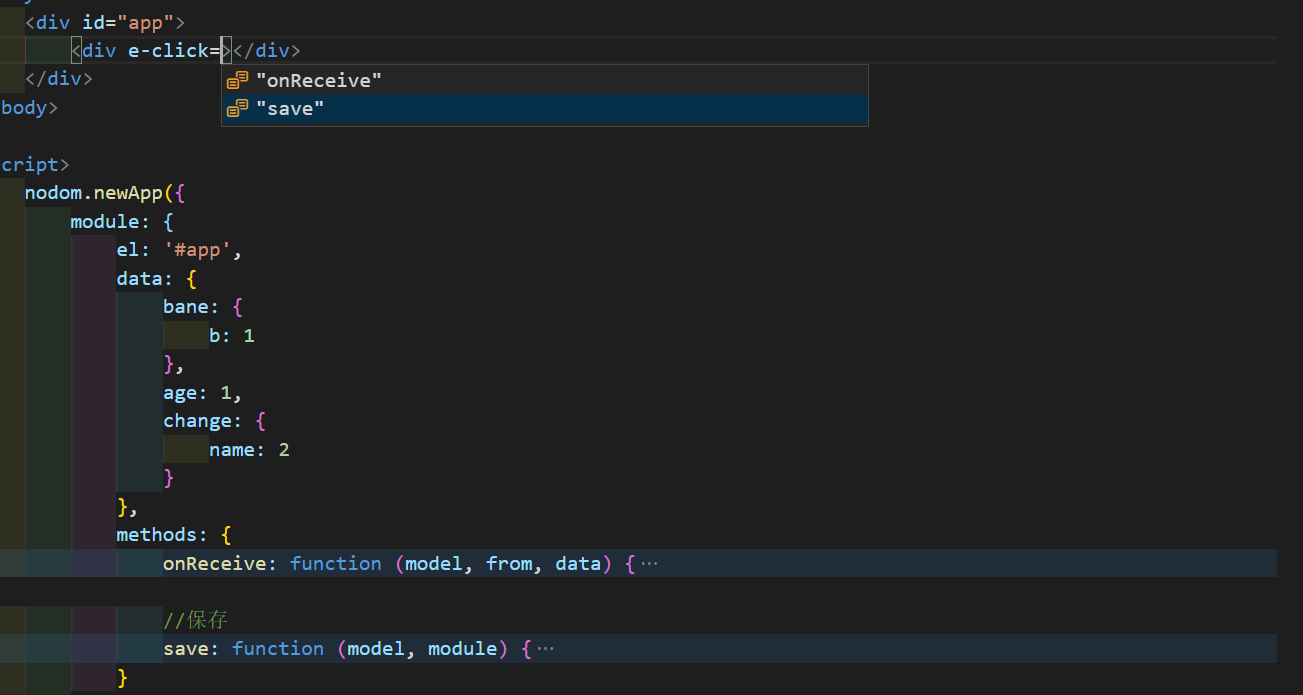 <div id="app">
<div e-click=></div>
"onReceive"
"save"
</div>
body>
cript>
nodom.newApp({
module: {
el: '#app',
data: {
bane: {
b: 1
},
age: 1,
change: {
name: 2
}
},
methods: {
onReceive: function (model, from, data) {⋯
//保存
save: function (model, module) {⋯
}